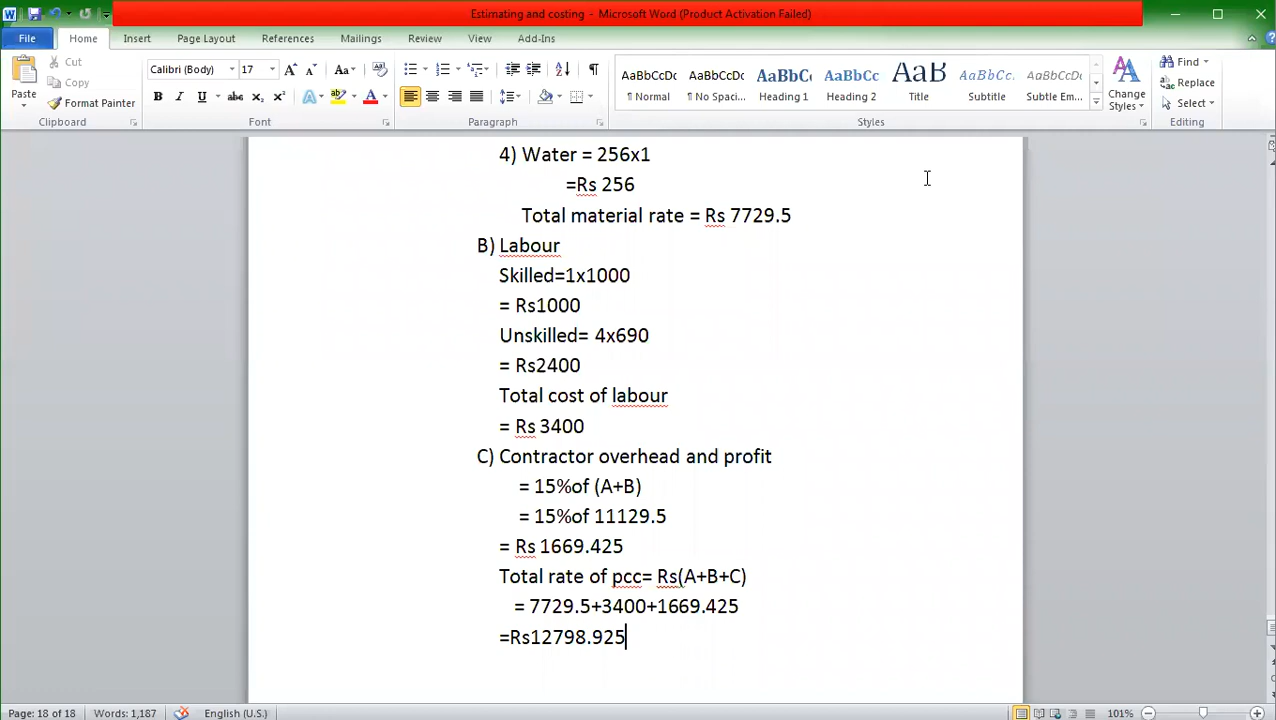 Estimating and costing - Microsoft Word (Product Activation Failed)
File Home Insert Page Layout References Mailings Review View Add-Ins
Cut
Copy
Format Painter
Paste
Clipboard
Calibri (Body) 17
Font
Paragraph
AaBbCcDc AaBbCcDc AaBbC( AaBbCc AaB AaBbCcD AaBbCcD
¶ Normal ¶ No Spaci... Heading 1 Heading 2 Title Subtitle Subtle Em...
Styles
Change Styles
Find
Replace
Select
Editing
4) Water = 256x1
=Rs 256
Total material rate = Rs 7729.5
B) Labour
Skilled=1x1000
= Rs1000
Unskilled= 4x690
= Rs2400
Total cost of labour
= Rs 3400
C) Contractor overhead and profit
= 15%of (A+B)
= 15%of 11129.5
= Rs 1669.425
Total rate of pcc= Rs(A+B+C)
= 7729.5+3400+1669.425
=Rs12798.925
Page: 18 of 18 Words: 1,187 English (U.S.) 101%